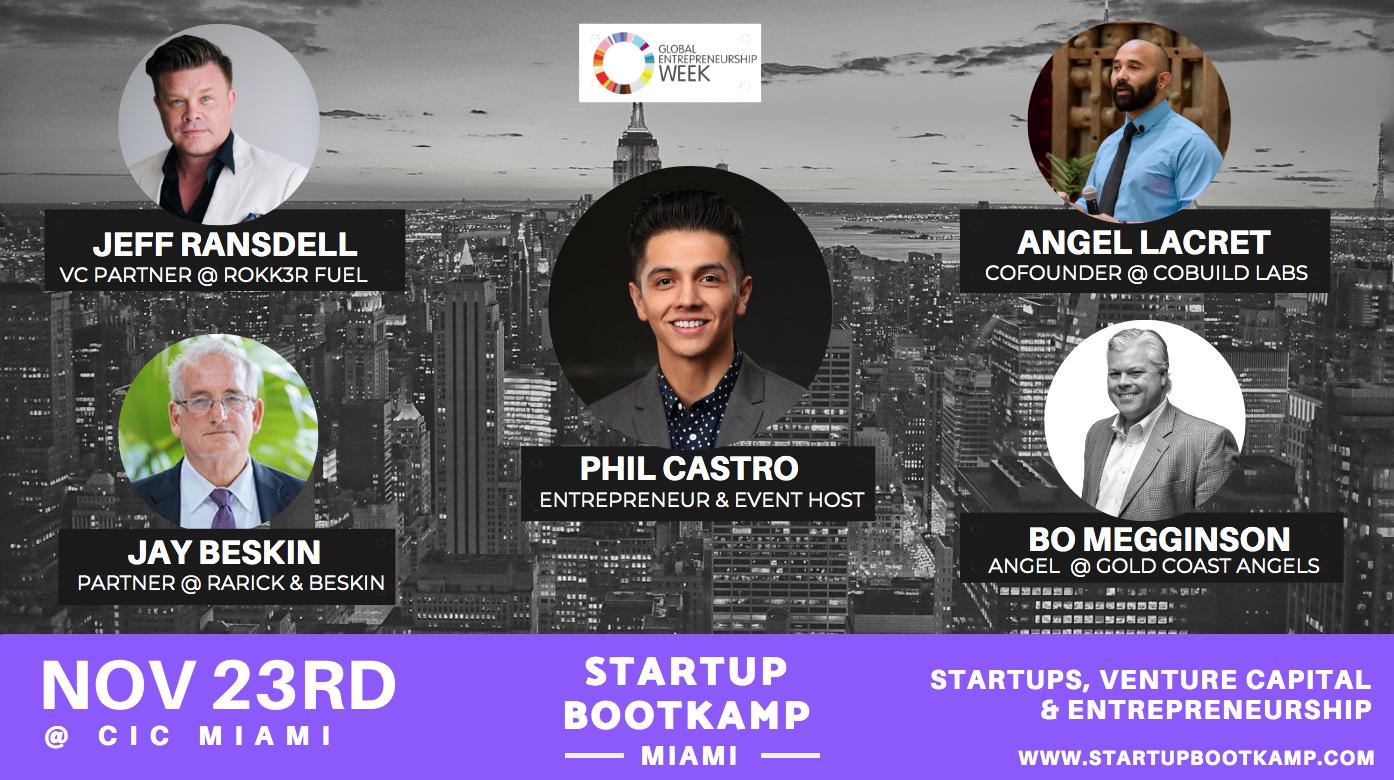 GLOBAL
ENTREPRENEURSHIP
WEEK
JEFF RANSDELL
VC PARTNER @ ROKK3R FUEL
ANGEL LACRET
COFOUNDER @ COBUILD LABS
PHIL CASTRO
ENTREPRENEUR & EVENT HOST
JAY BESKIN
PARTNER @ RARICK & BESKIN
BO MEGGINSON
ANGEL @ GOLD COAST ANGELS
NOV 23RD
@ CIC MIAMI
STARTUP
BOOTKAMP
MIAMI
STARTUPS, VENTURE CAPITAL
& ENTREPRENEURSHIP
WWW.STARTUPBOOTKAMP.COM